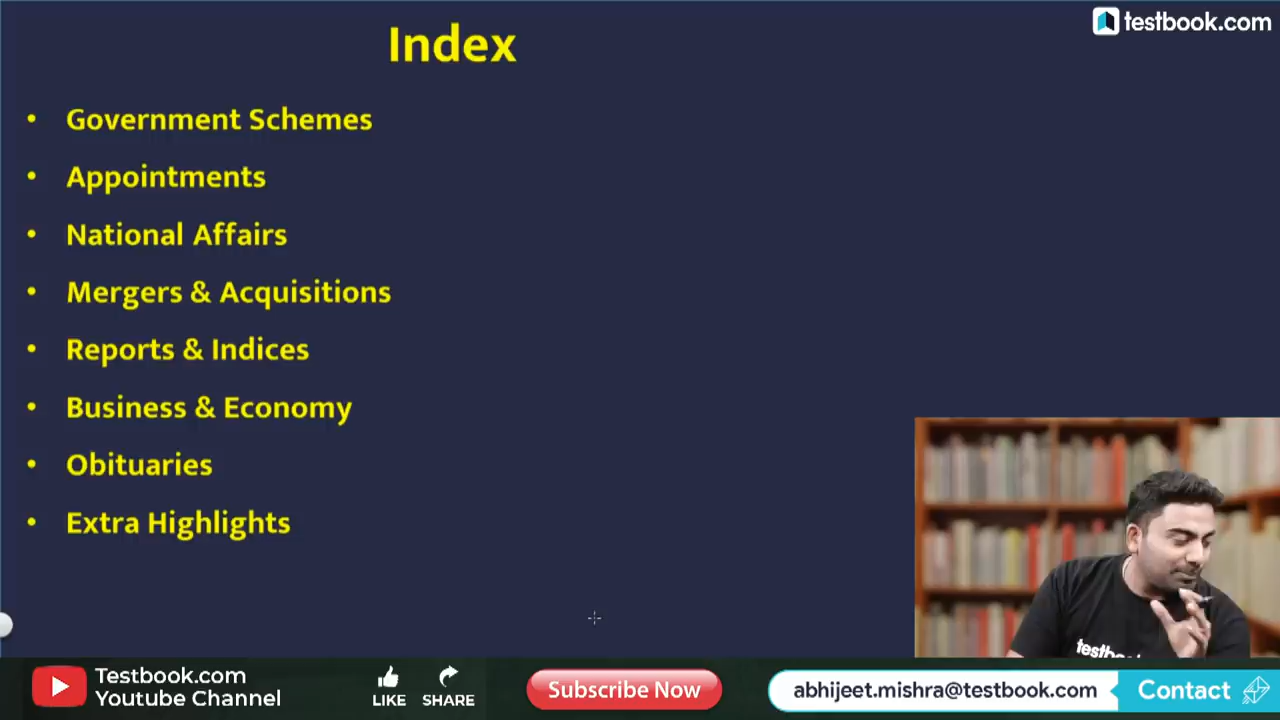 testbook.com
Index
• Government Schemes
• Appointments
• National Affairs
• Mergers & Acquisitions
• Reports & Indices
• Business & Economy
• Obituaries
• Extra Highlights
Testbook.com
Youtube Channel
LIKE
SHARE
Subscribe Now
abhijeet.mishra@testbook.com
Contact